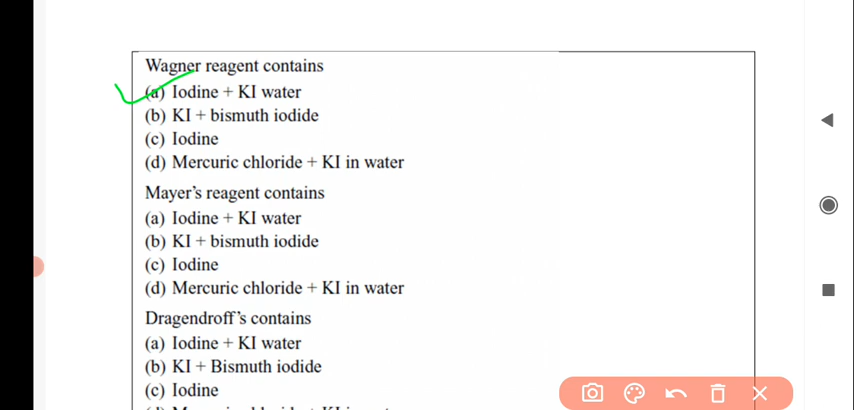 Wagner reagent contains
(a) Iodine + KI water
(b) KI + bismuth iodide
(c) Iodine
(d) Mercuric chloride + KI in water
Mayer's reagent contains
(a) Iodine + KI water
(b) KI + bismuth iodide
(c) Iodine
(d) Mercuric chloride + KI in water
Dragendroff's contains
(a) Iodine + KI water
(b) KI + Bismuth iodide
(c) Iodine